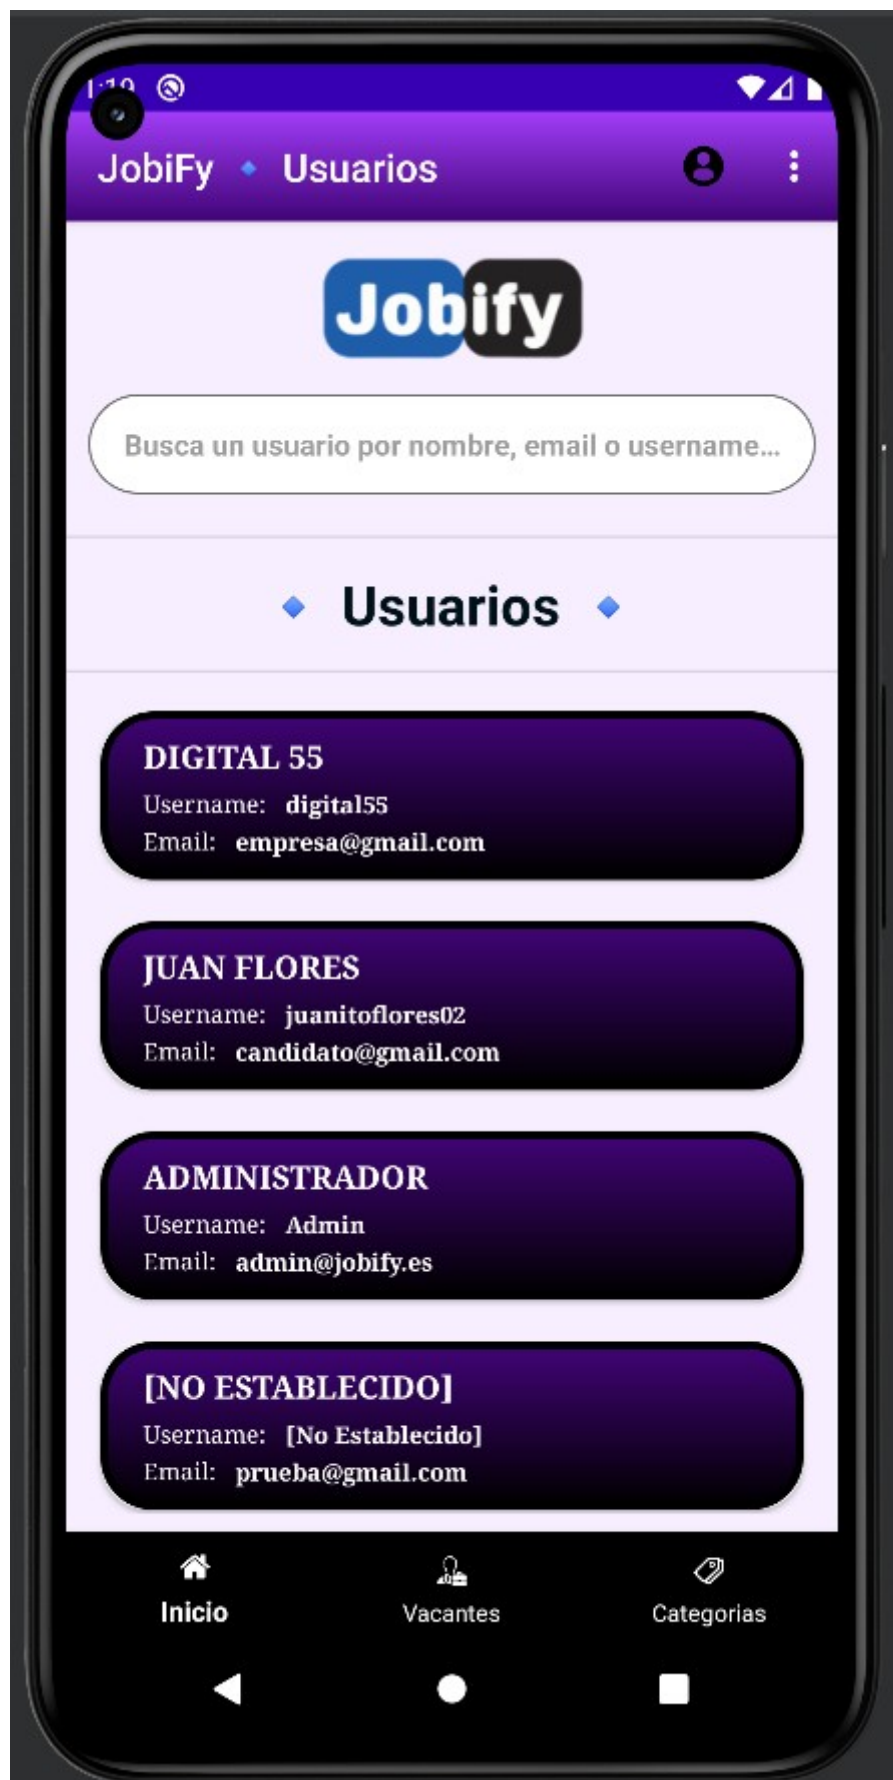 1:19
JobiFy 🔹 Usuarios
Jobify
Busca un usuario por nombre, email o username...
🔹 Usuarios 🔹
DIGITAL 55
Username: digital55
Email: empresa@gmail.com
JUAN FLORES
Username: juanitoflores02
Email: candidato@gmail.com
ADMINISTRADOR
Username: Admin
Email: admin@jobify.es
[NO ESTABLECIDO]
Username: [No Establecido]
Email: prueba@gmail.com
Inicio Vacantes Categorias